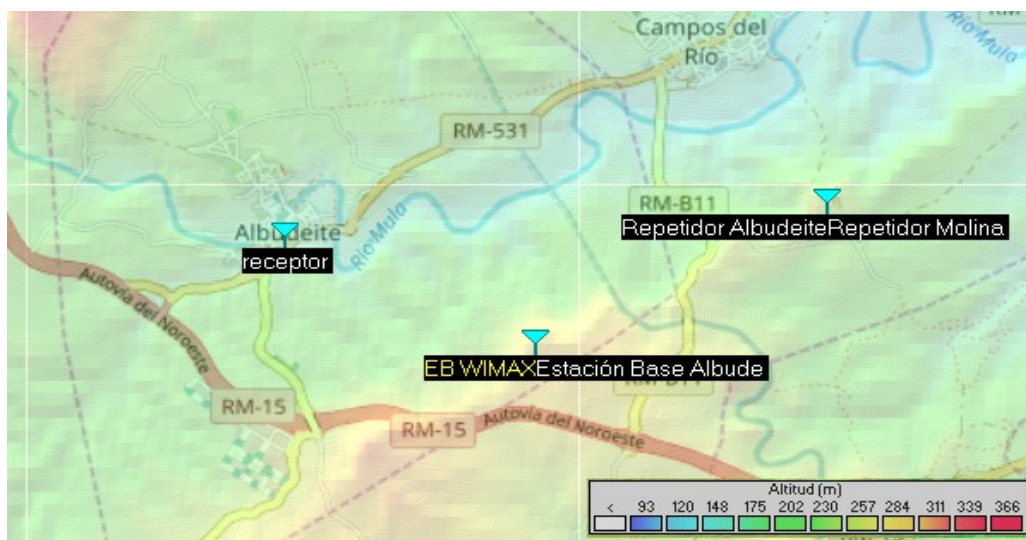 Campos del
Río
Río Mula
RM-531
RM-B11
Repetidor AlbudeiteRepetidor Molina
Albudeite
receptor
Río Mula
Autovía del Noroeste
EB WIMAXEstación Base Albude
RM-15
RM-15
Autovía del Noroeste
Altitud (m)
< 93 120 148 175 202 230 257 284 311 339 366